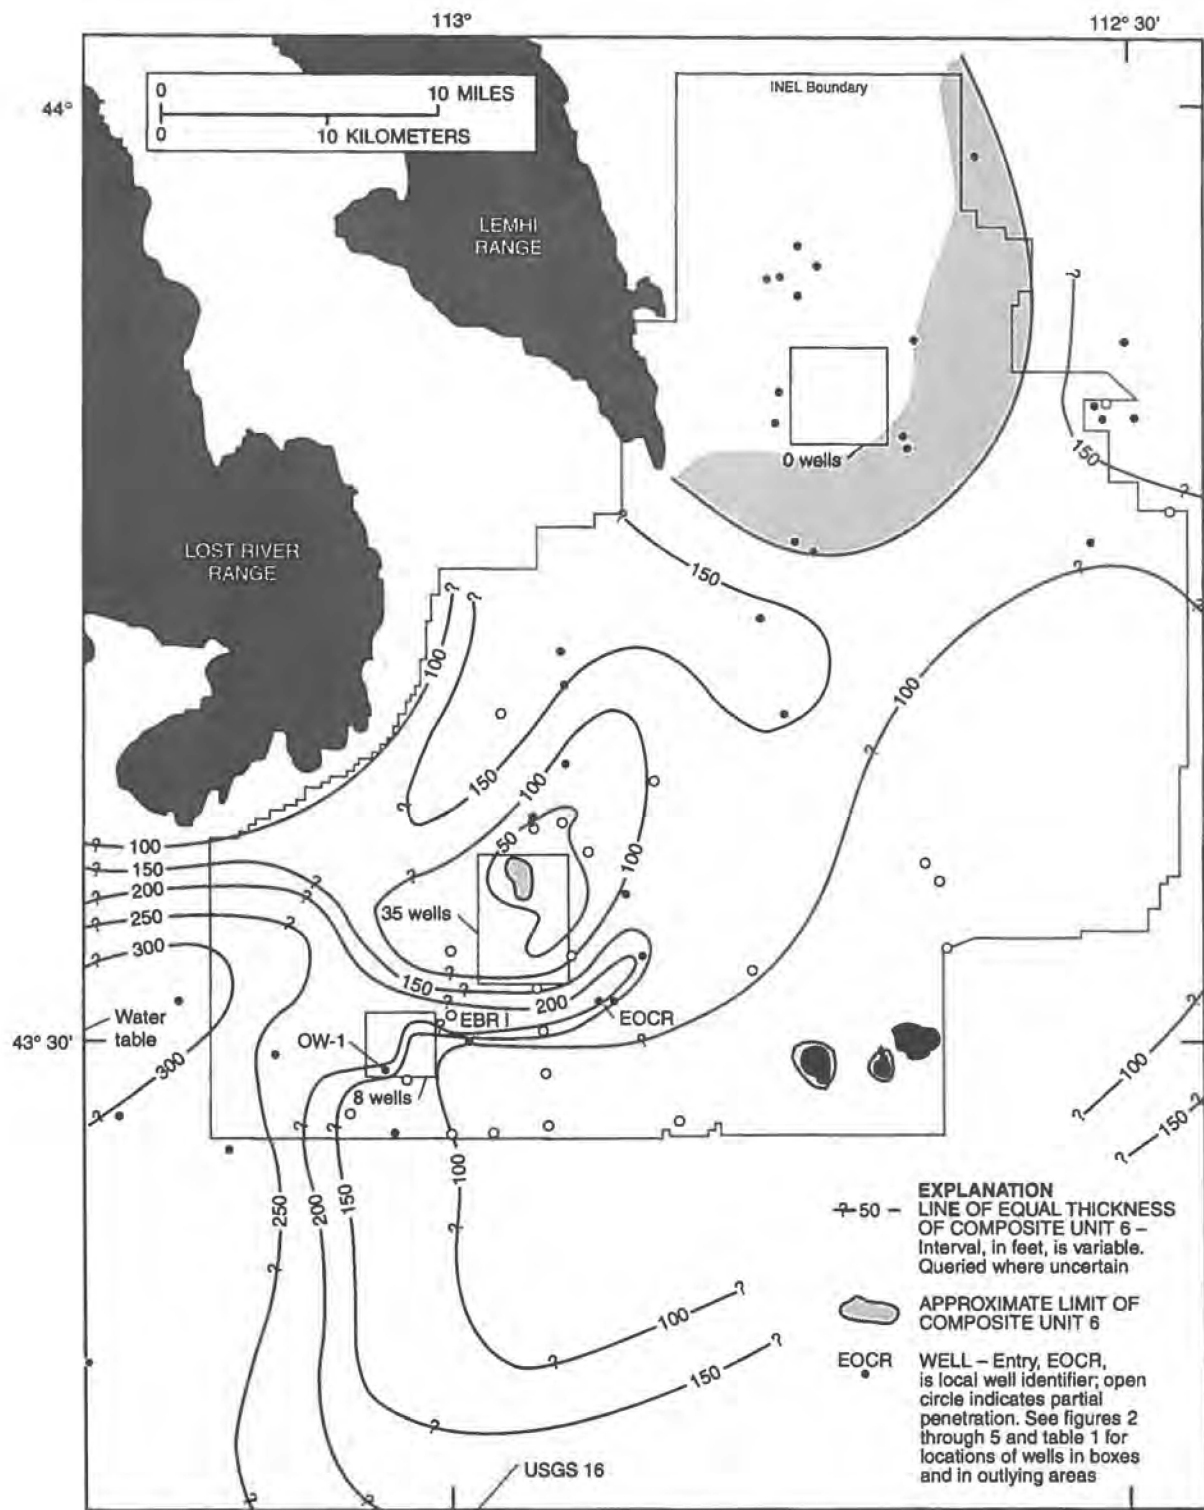 113°
112° 30'
44°
0
10 MILES
0
10 KILOMETERS
INEL Boundary
LEMHI
RANGE
?
150
?
0 wells
LOST RIVER
RANGE
?
150
?
?
?
100
100
?
?
150
100
?
50
100
?
100
?
150
?
200
?
250
?
300
35 wells
?
150
?
200
EBR I
EOCR
?
Water
table
43° 30'
OW-1
8 wells
300
?
?
?
100
?
150
?
?
?
250
200
150
100
?
?
100
?
?
150
?
?
?
USGS 16
EXPLANATION
? 50 – LINE OF EQUAL THICKNESS
OF COMPOSITE UNIT 6 –
Interval, in feet, is variable.
Queried where uncertain
APPROXIMATE LIMIT OF
COMPOSITE UNIT 6
EOCR WELL – Entry, EOCR,
is local well identifier; open
circle indicates partial
penetration. See figures 2
through 5 and table 1 for
locations of wells in boxes
and in outlying areas